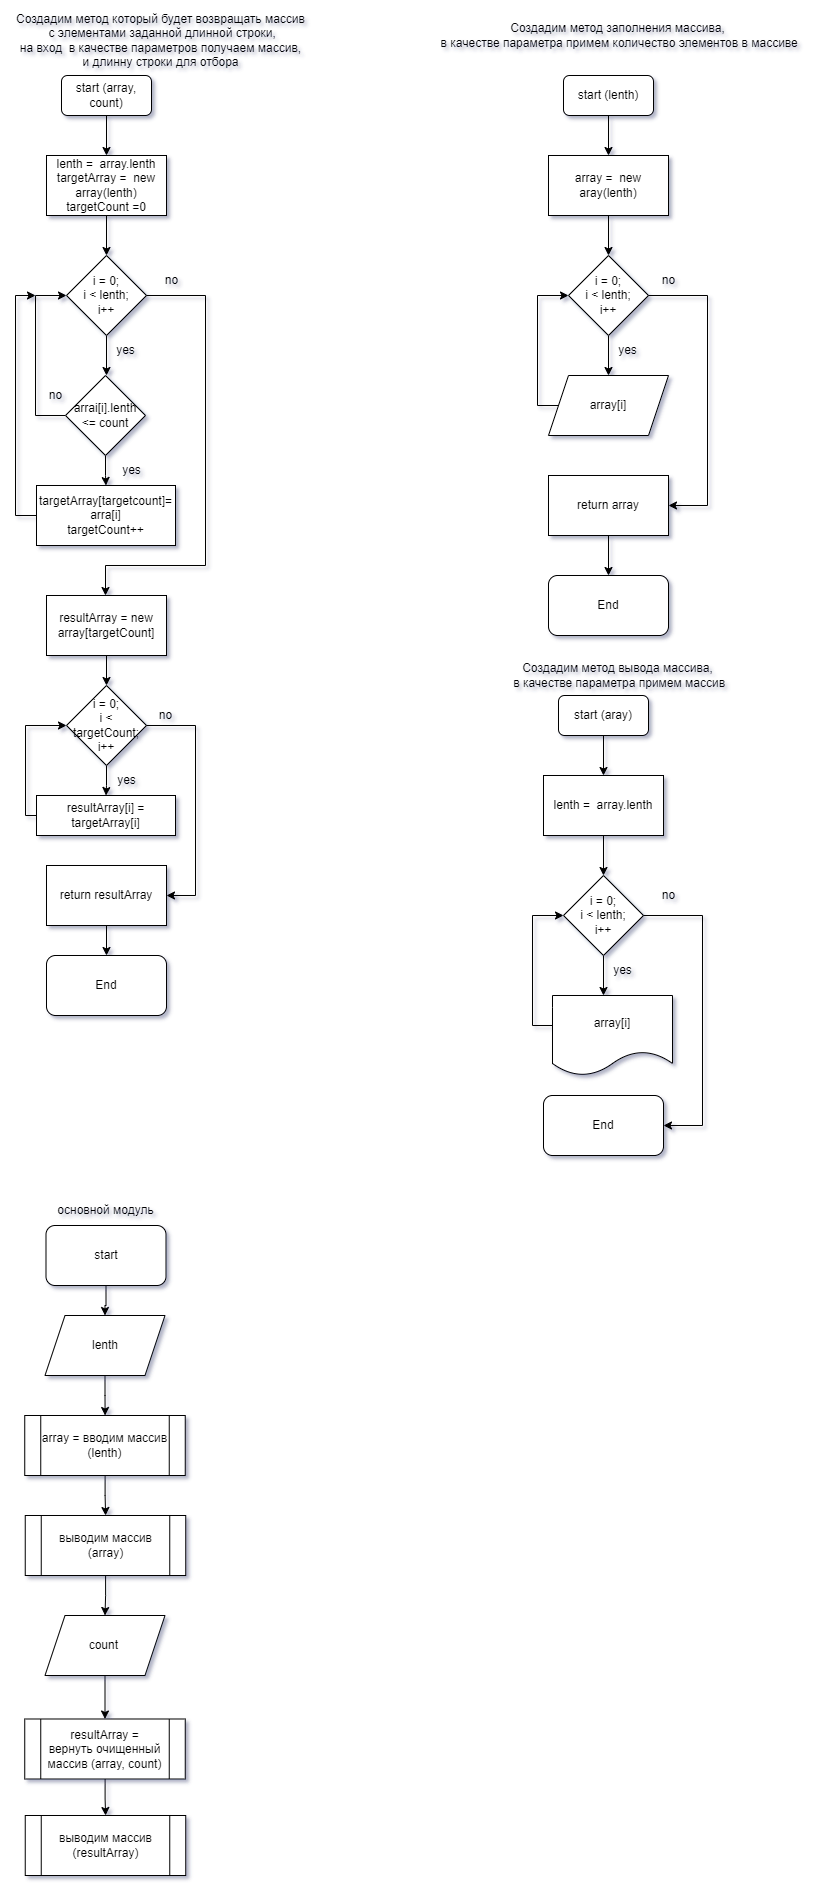 Создадим метод который будет возвращать массив
с элементами заданной длинной строки,
на вход в качестве параметров получаем массив,
и длинну строки для отбора
start (array,
count)
lenth = array.lenth
targetArray = new
array(lenth)
targetCount =0
i = 0;
i < lenth;
i++
no
yes
arrai[i].lenth
<= count
no
yes
targetArray[targetcount]=
arra[i]
targetCount++
resultArray = new
array[targetCount]
i = 0;
i <
targetCount;
i++
no
yes
resultArray[i] =
targetArray[i]
return resultArray
End
Создадим метод заполнения массива,
в качестве параметра примем количество элементов в массиве
start (lenth)
array = new
aray(lenth)
i = 0;
i < lenth;
i++
no
yes
array[i]
return array
End
Создадим метод вывода массива,
в качестве параметра примем массив
start (aray)
lenth = array.lenth
i = 0;
i < lenth;
i++
no
yes
array[i]
End
основной модуль
start
lenth
array = вводим массив
(lenth)
выводим массив
(array)
count
resultArray =
вернуть очищенный
массив (array, count)
выводим массив
(resultArray)